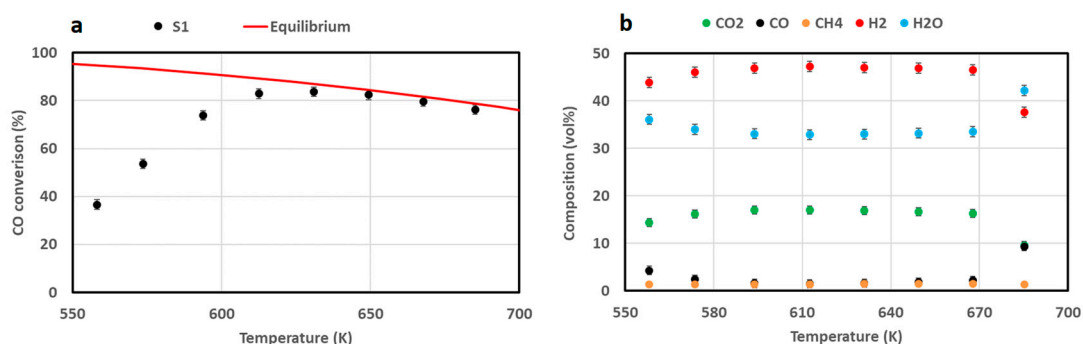 a
S1 Equilibrium
CO converison (%)
100
80
60
40
20
0
550 600 650 700
Temperature (K)
b
CO2 CO CH4 H2 H2O
Composition (vol%)
50
40
30
20
10
0
550 580 610 640 670 700
Temperature (K)